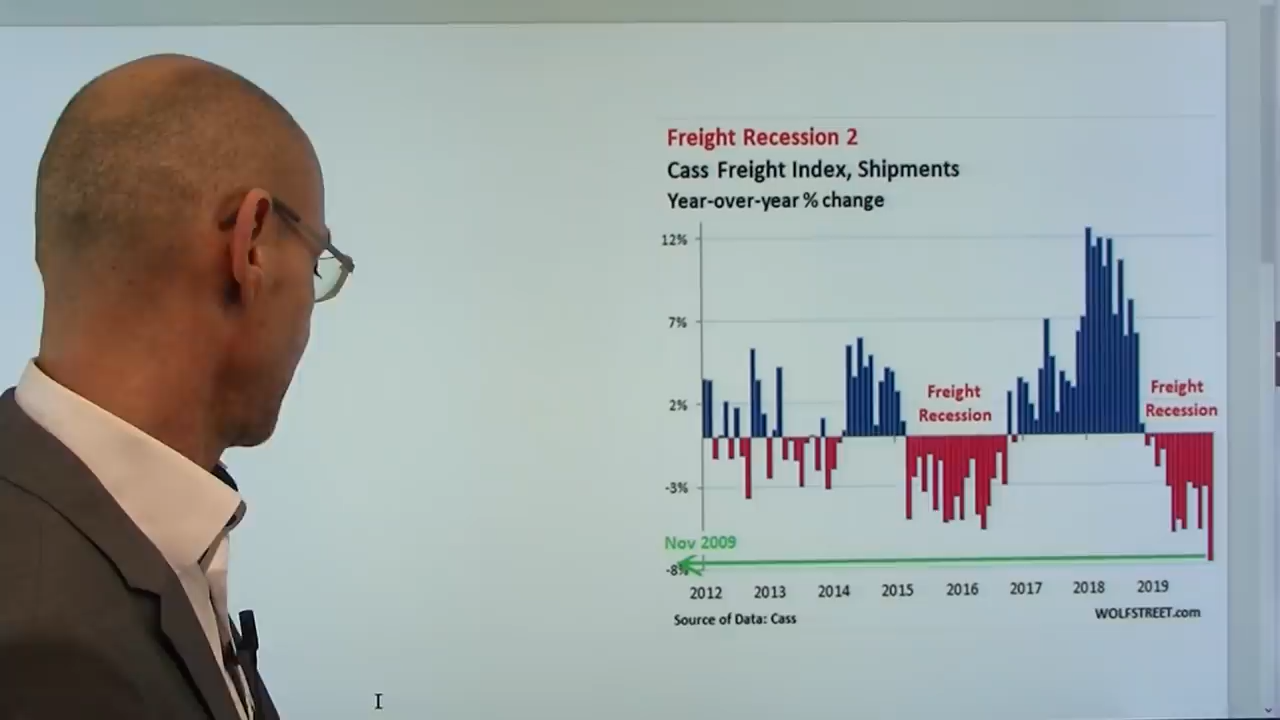 Freight Recession 2
Cass Freight Index, Shipments
Year-over-year % change
12%
7%
2%
-3%
-8%
Freight
Recession
Freight
Recession
Nov 2009
2012 2013 2014 2015 2016 2017 2018 2019
Source of Data: Cass
WOLFSTREET.com